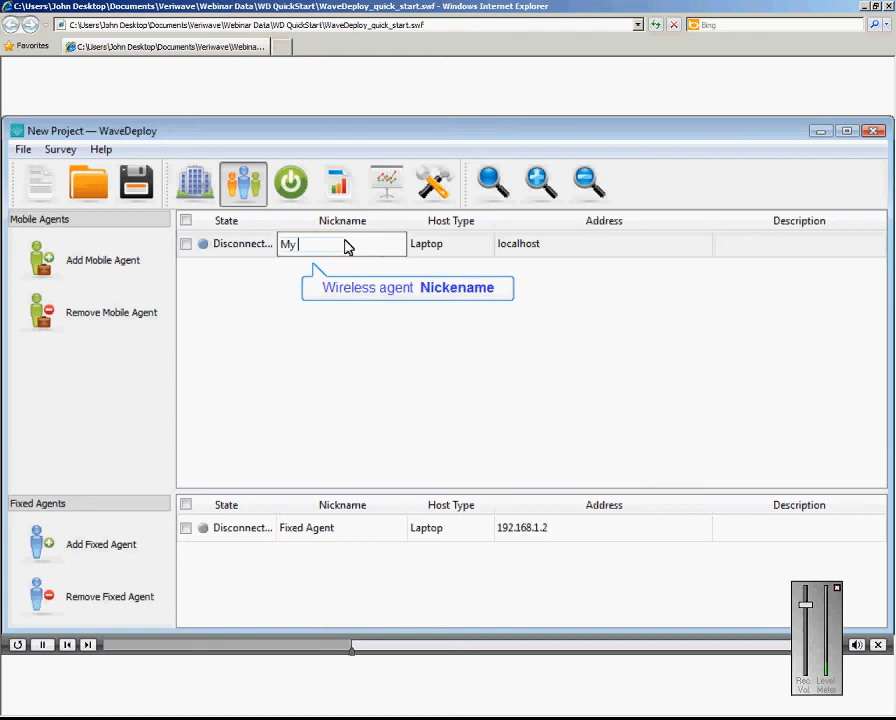 C:\Users\John Desktop\Documents\Veriwave\Webinar Data\WD QuickStart\WaveDeploy_quick_start.swf - Windows Internet Explorer
C:\Users\John Desktop\Documents\Veriwave\Webinar Data\WD QuickStart\WaveDeploy_quick_start.swf
Bing
Favorites
C:\Users\John Desktop\Documents\Veriwave\Webina...
New Project — WaveDeploy
File Survey Help
Mobile Agents
State Nickname Host Type Address Description
Disconnect... My Laptop localhost
Add Mobile Agent
Wireless agent Nickename
Remove Mobile Agent
Fixed Agents
State Nickname Host Type Address Description
Disconnect... Fixed Agent Laptop 192.168.1.2
Add Fixed Agent
Remove Fixed Agent
Rec Level
Vol Meter